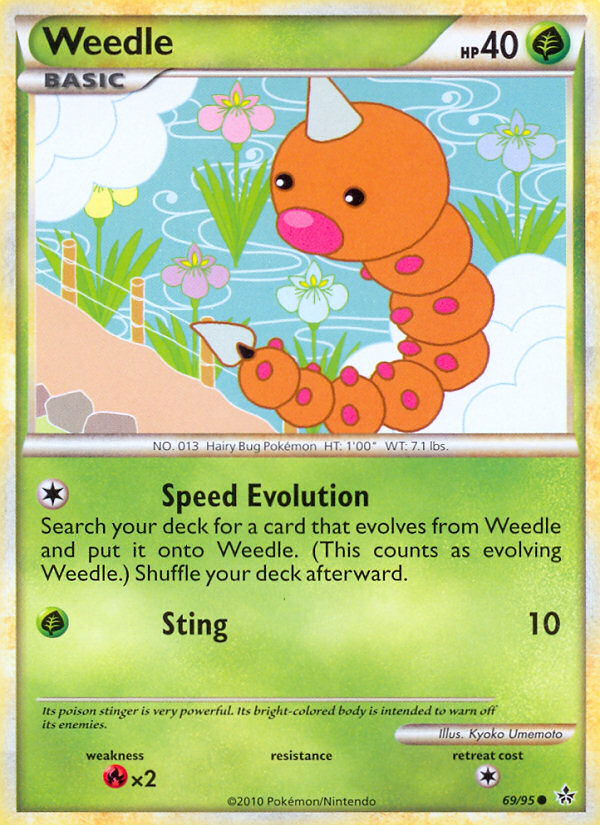 Weedle
HP40
BASIC
NO. 013 Hairy Bug Pokémon HT: 1'00" WT: 7.1 lbs.
Speed Evolution
Search your deck for a card that evolves from Weedle
and put it onto Weedle. (This counts as evolving
Weedle.) Shuffle your deck afterward.
Sting 10
Its poison stinger is very powerful. Its bright-colored body is intended to warn off
its enemies.
Illus. Kyoko Umemoto
weakness resistance retreat cost
×2
©2010 Pokémon/Nintendo 69/95